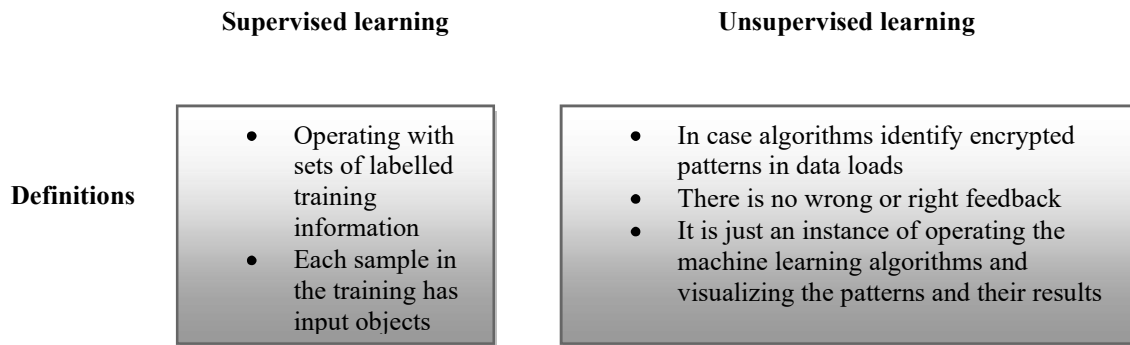 Supervised learning
Unsupervised learning
Definitions
• Operating with
sets of labelled
training
information
• Each sample in
the training has
input objects
• In case algorithms identify encrypted
patterns in data loads
• There is no wrong or right feedback
• It is just an instance of operating the
machine learning algorithms and
visualizing the patterns and their results